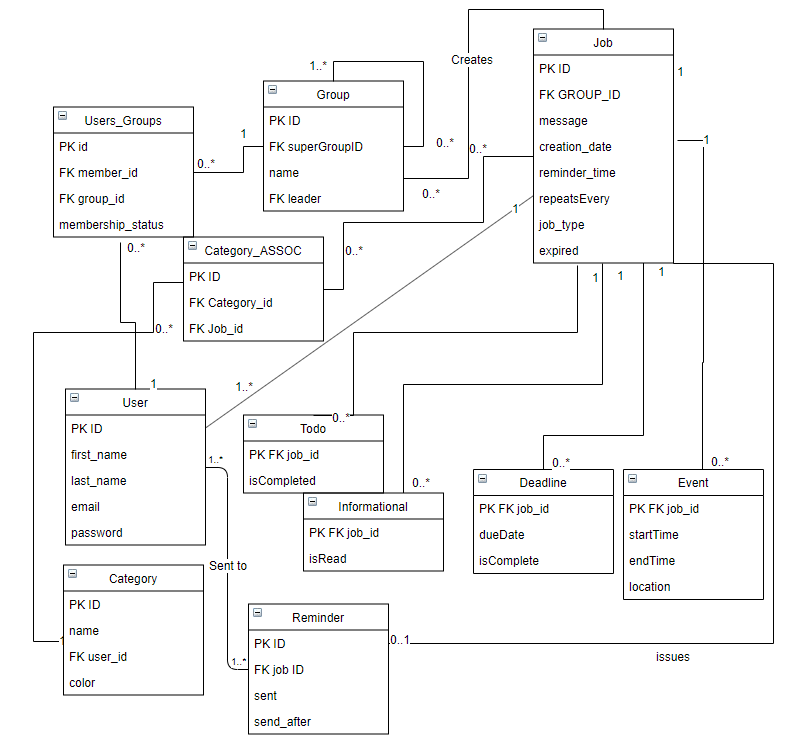 Job
PK ID
FK GROUP_ID
message
creation_date
reminder_time
repeatsEvery
job_type
expired
Creates
1..*
Group
PK ID
FK superGroupID
name
FK leader
Users_Groups
PK id
FK member_id
FK group_id
membership_status
1
0..*
0..*
0..*
0..*
1
1
1
0..*
Category_ASSOC
PK ID
FK Category_id
FK Job_id
0..*
0..*
1
1
1
1
1..*
User
PK ID
first_name
last_name
email
password
0..*
Todo
PK FK job_id
isCompleted
1..*
0..*
Informational
PK FK job_id
isRead
0..*
Deadline
PK FK job_id
dueDate
isComplete
0..*
Event
PK FK job_id
startTime
endTime
location
Sent to
Category
PK ID
name
FK user_id
color
1
Reminder
PK ID
FK job ID
sent
send_after
1..*
0..1
issues